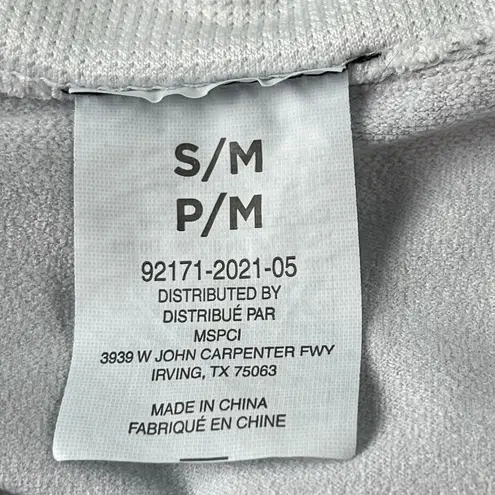 S/M
P/M
92171-2021-05
DISTRIBUTED BY
DISTRIBUÉ PAR
MSPCI
3939 W JOHN CARPENTER FWY
IRVING, TX 75063
MADE IN CHINA
FABRIQUÉ EN CHINE